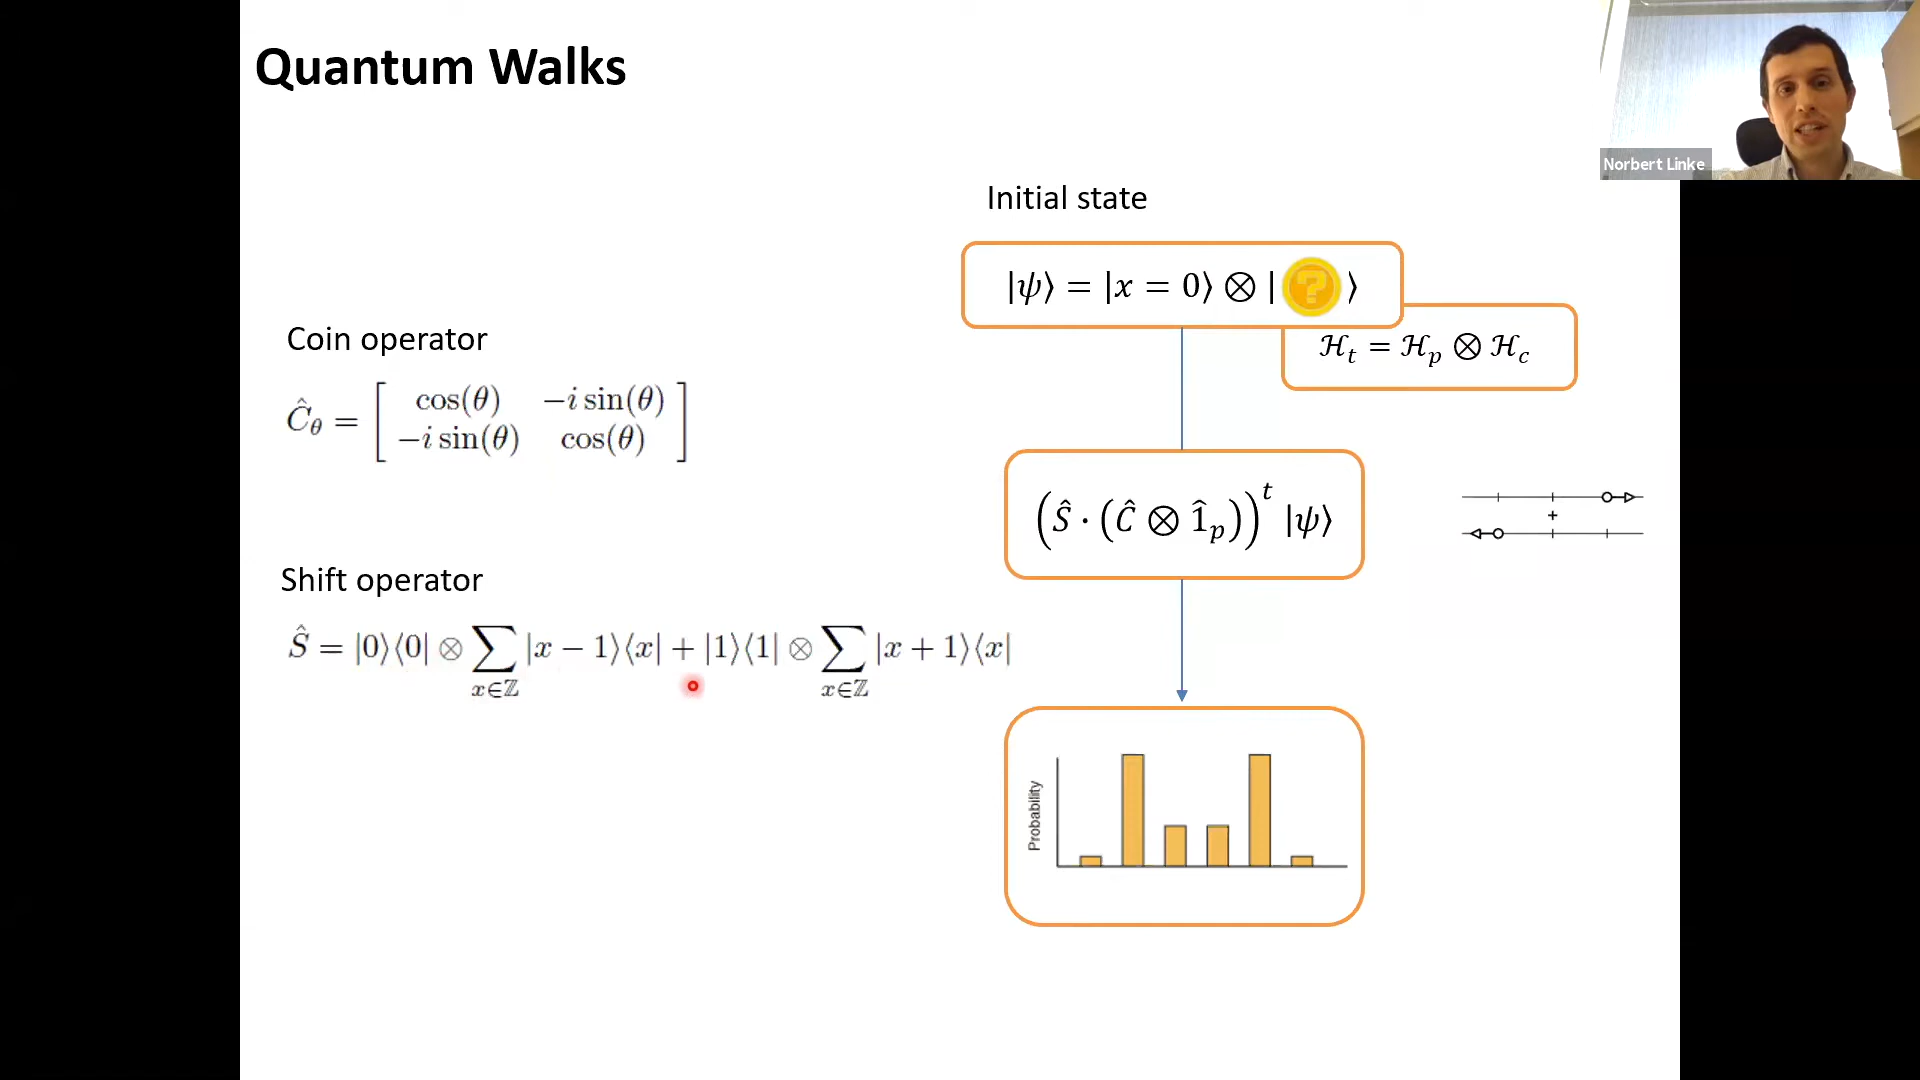 Quantum Walks
Norbert Linke
Initial state
|ψ⟩ = |x = 0⟩ ⊗ | ? ⟩
ℋ_t = ℋ_p ⊗ ℋ_c
Coin operator
Ĉ_θ = [ cos(θ) −i sin(θ)
−i sin(θ) cos(θ) ]
(Ŝ · (Ĉ ⊗ 1̂_p))^t |ψ⟩
+
Shift operator
Ŝ = |0⟩⟨0| ⊗ ∑_{x∈ℤ} |x − 1⟩⟨x| + |1⟩⟨1| ⊗ ∑_{x∈ℤ} |x + 1⟩⟨x|
Probability